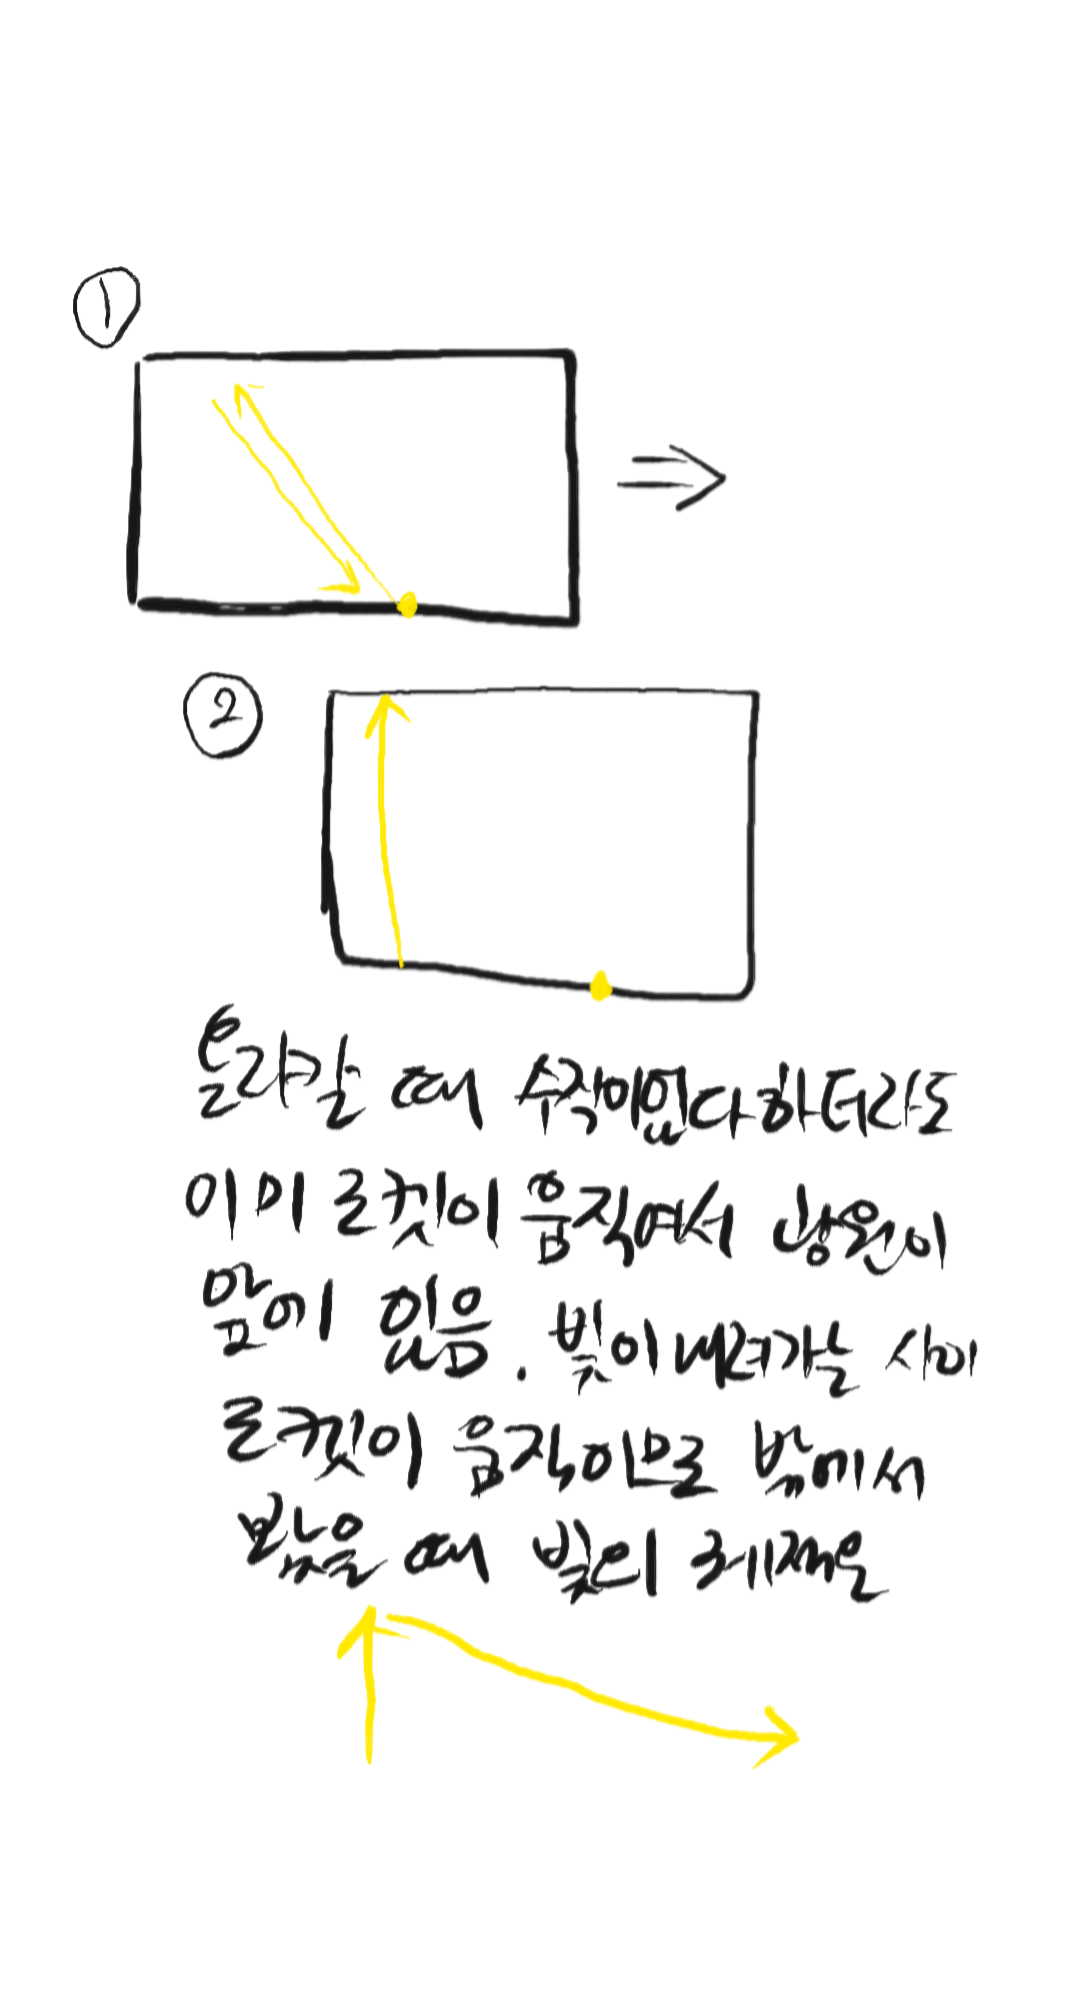 ①
②
올라갈 때 수직이었다 하더라도
이미 로켓이 움직여서 광원이
앞에 있음. 빛이 내려가는 사이
로켓이 움직이므로 밖에서
봤을 때 빛의 궤적은